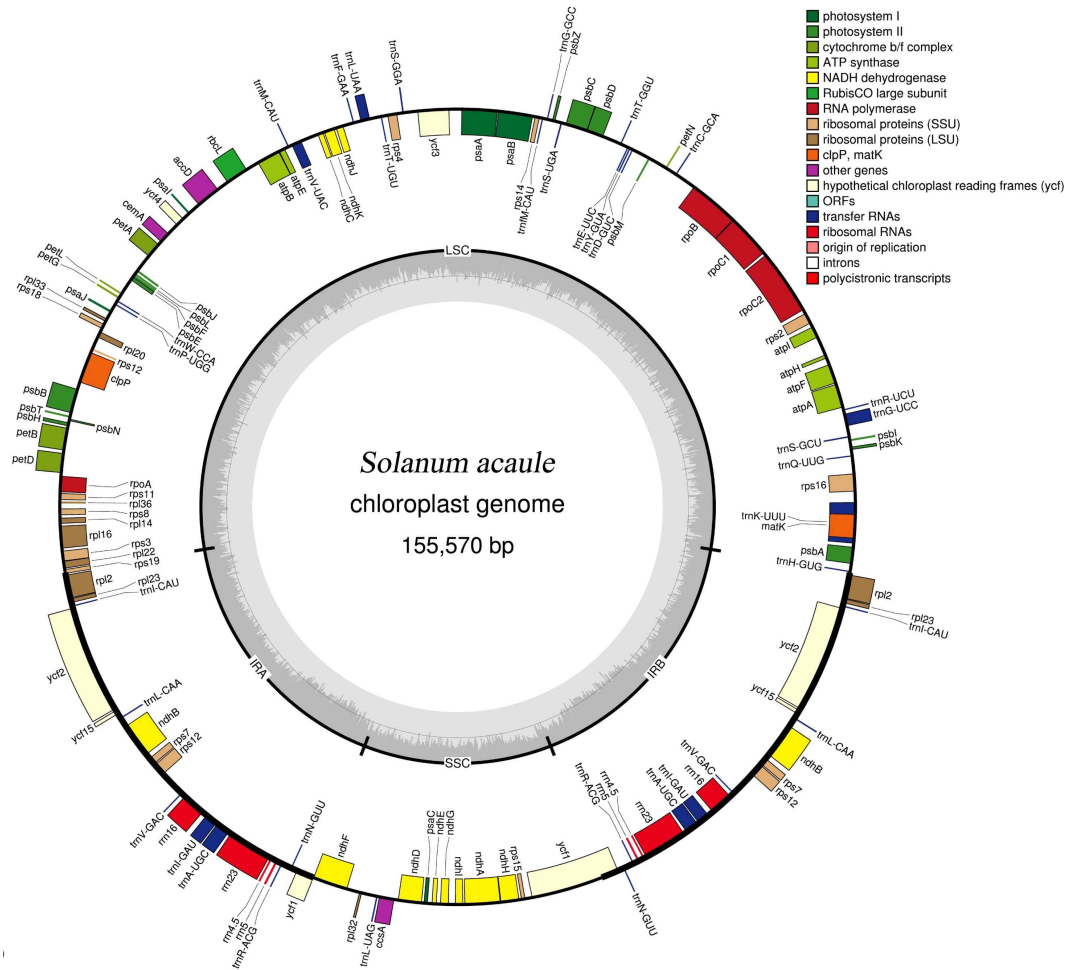 photosystem I
photosystem II
cytochrome b/f complex
ATP synthase
NADH dehydrogenase
RubisCO large subunit
RNA polymerase
ribosomal proteins (SSU)
ribosomal proteins (LSU)
clpP, matK
other genes
hypothetical chloroplast reading frames (ycf)
ORFs
transfer RNAs
ribosomal RNAs
origin of replication
introns
polycistronic transcripts
Solanum acaule
chloroplast genome
155,570 bp
LSC
IRB
SSC
IRA
trnG-GCC
psbZ
psbC
psbD
trnT-GGU
petN
trnC-GCA
trnS-UGA
trnE-UUC
trnY-GUA
trnD-GUC
psbM
rpoB
rpoC1
rpoC2
rps2
atpI
atpH
atpF
atpA
trnR-UCU
trnG-UCC
trnS-GCU
psbI
psbK
trnQ-UUG
rps16
trnK-UUU
matK
psbA
trnH-GUG
rpl2
rpl23
trnI-CAU
ycf2
ycf15
trnL-CAA
ndhB
rps7
rps12
trnV-GAC
rrn16
trnI-GAU
trnA-UGC
rrn23
rrn4.5
rrn5
trnR-ACG
trnN-GUU
ycf1
rps15
ndhH
ndhA
ndhI
ndhG
ndhE
psaC
ndhD
ccsA
trnL-UAG
rpl32
ndhF
ycf1
trnN-GUU
trnR-ACG
rrn5
rrn4.5
rrn23
trnA-UGC
trnI-GAU
rrn16
trnV-GAC
rps12
rps7
ndhB
trnL-CAA
ycf15
ycf2
trnI-CAU
rpl23
rpl2
rps19
rpl22
rps3
rpl16
rpl14
rps8
rpl36
rps11
rpoA
petD
petB
psbH
psbT
psbN
psbB
clpP
rps12
rpl20
rps18
rpl33
psaJ
trnP-UGG
trnW-CCA
psbE
psbF
psbL
psbJ
petG
petL
petA
cemA
ycf4
psaI
accD
rbcL
atpB
atpE
trnM-CAU
trnV-UAC
ndhC
ndhK
ndhJ
trnF-GAA
trnL-UAA
trnT-UGU
rps4
trnS-GGA
ycf3
psaA
psaB
rps14
trnfM-CAU